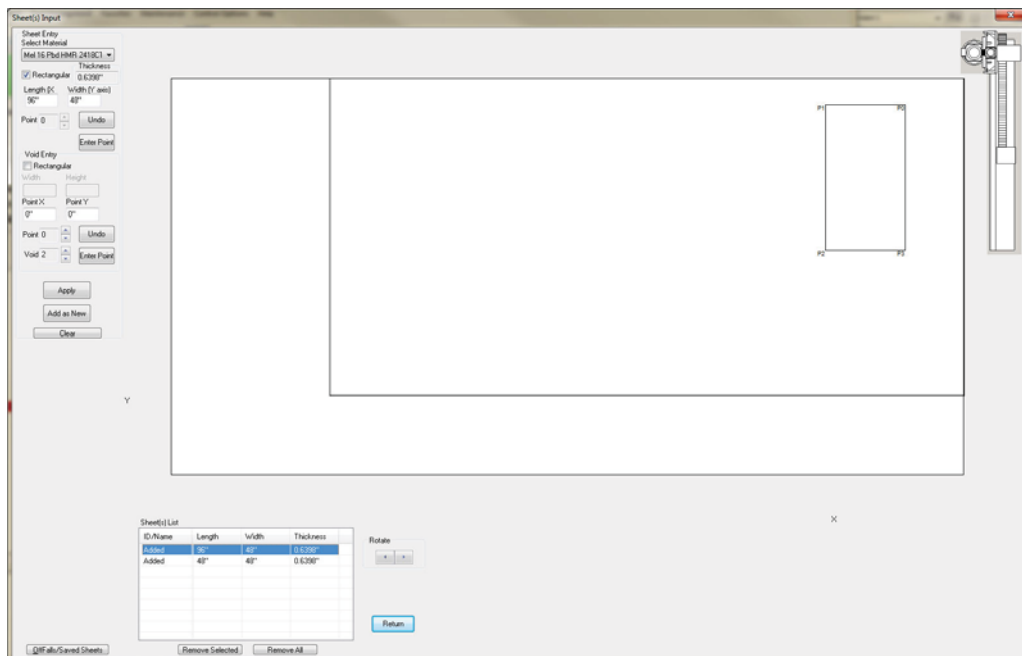 Sheet(s) Input
Sheet Entry
Select Material
Mel 16 Pbd HMR 2418C1
Thickness
Rectangular 0.6398"
Length (X Width (Y axis)
96" 48"
Point 0 Undo
Enter Point
Void Entry
Rectangular
Width Height
Point X Point Y
0" 0"
Point 0 Undo
Void 2 Enter Point
Apply
Add as New
Clear
P1 P0
P2 P3
Y
X
Sheet(s) List
ID/Name Length Width Thickness
Added 96" 48" 0.6398"
Added 48" 48" 0.6398"
Rotate
Return
OffFalls/Saved Sheets Remove Selected Remove All